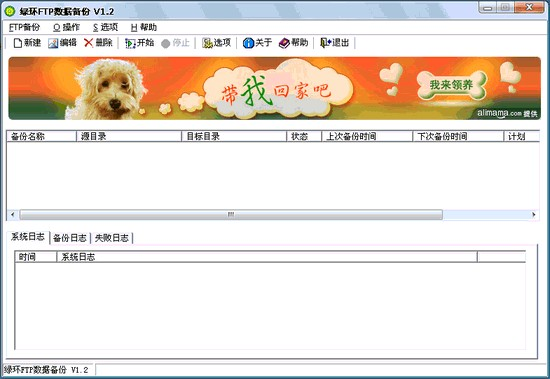 绿环FTP数据备份 V1.2
FTP备份 O 操作 S 选项 H 帮助
新建 编辑 删除 开始 停止 选项 关于 帮助 退出
带我回家吧
我来领养
alimama.com 提供
备份名称 源目录 目标目录 状态 上次备份时间 下次备份时间 计划
系统日志 备份日志 失败日志
时间 系统日志
绿环FTP数据备份 V1.2